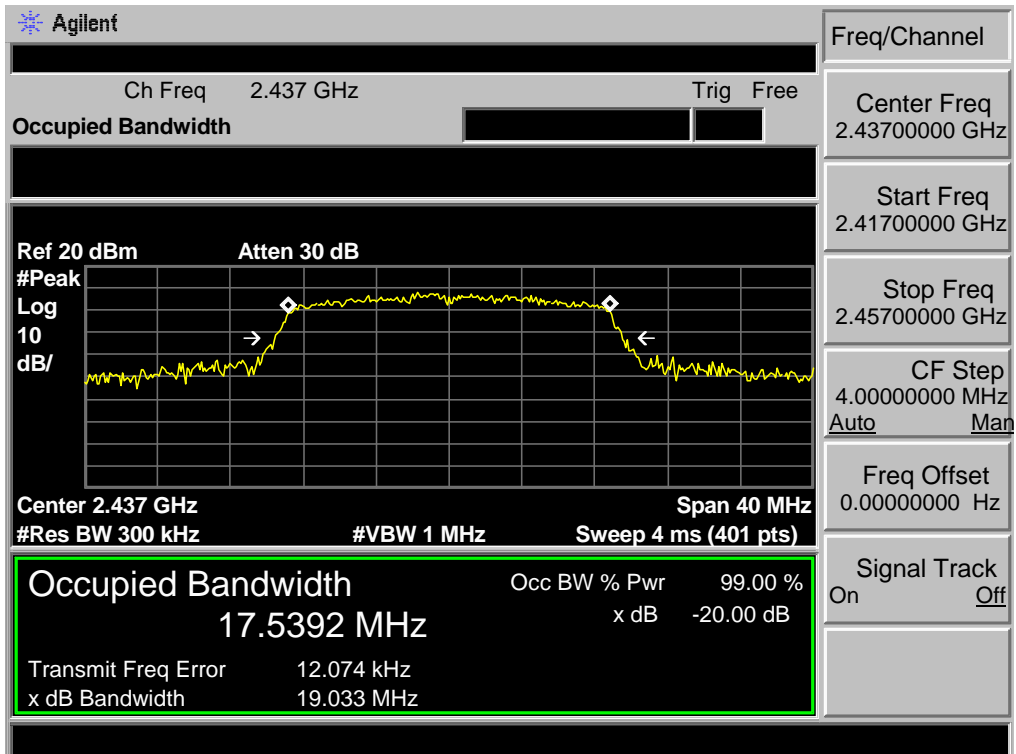 Agilent
Freq/Channel
Ch Freq 2.437 GHz Trig Free
Occupied Bandwidth
Center Freq
2.43700000 GHz
Start Freq
2.41700000 GHz
Stop Freq
2.45700000 GHz
CF Step
4.00000000 MHz
Auto Man
Freq Offset
0.00000000 Hz
Signal Track
On Off
Ref 20 dBm Atten 30 dB
#Peak
Log
10
dB/
Center 2.437 GHz Span 40 MHz
#Res BW 300 kHz #VBW 1 MHz Sweep 4 ms (401 pts)
Occupied Bandwidth Occ BW % Pwr 99.00 %
17.5392 MHz x dB -20.00 dB
Transmit Freq Error 12.074 kHz
x dB Bandwidth 19.033 MHz